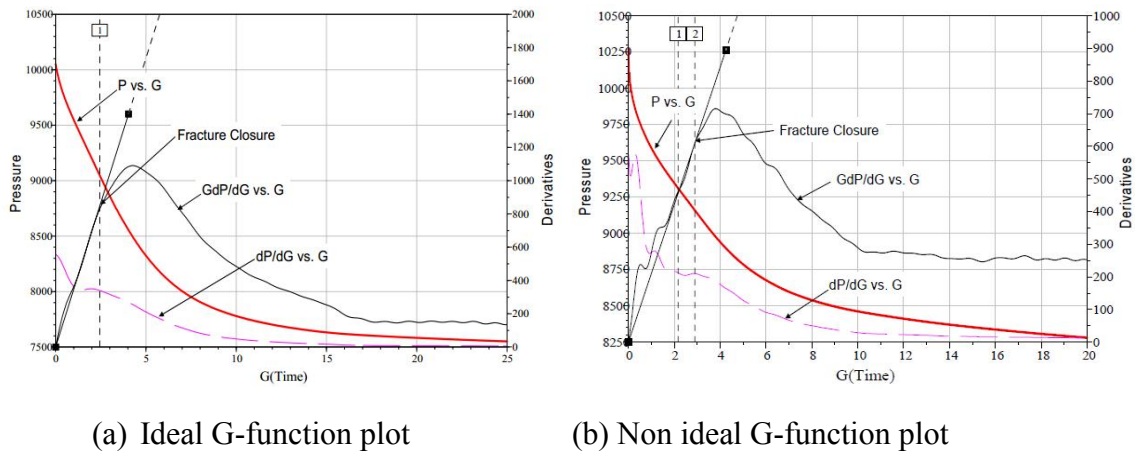 10500
10000
9500
9000
8500
8000
7500
Pressure
2000
1800
1600
1400
1200
1000
800
600
400
200
0
Derivatives
1
P vs. G
Fracture Closure
GdP/dG vs. G
dP/dG vs. G
0 5 10 15 20 25
G(Time)
(a) Ideal G-function plot
10500
10250
10000
9750
9500
9250
9000
8750
8500
8250
Pressure
1000
900
800
700
600
500
400
300
200
100
0
Derivatives
1 2
P vs. G
Fracture Closure
GdP/dG vs. G
dP/dG vs. G
0 2 4 6 8 10 12 14 16 18 20
G(Time)
(b) Non ideal G-function plot